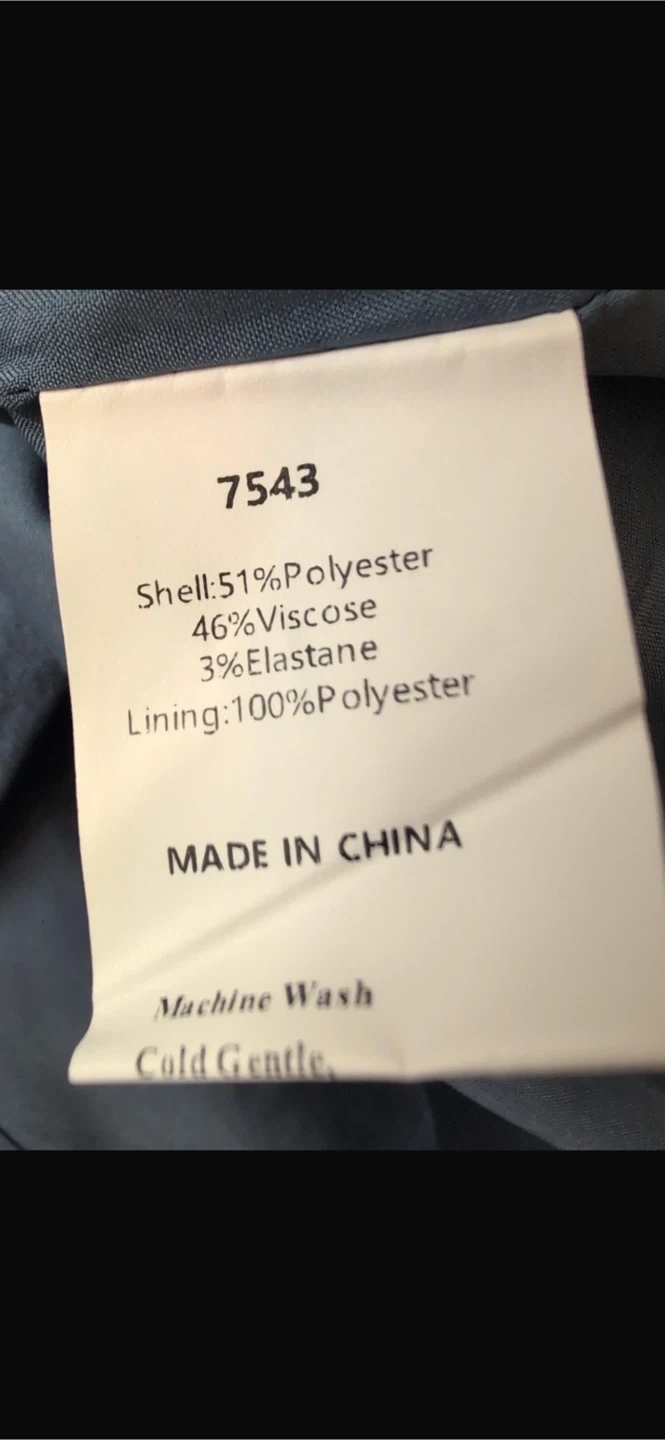 7543
Shell:51%Polyester
46%Viscose
3%Elastane
Lining:100%Polyester
MADE IN CHINA
Machine Wash
Cold Gentle,